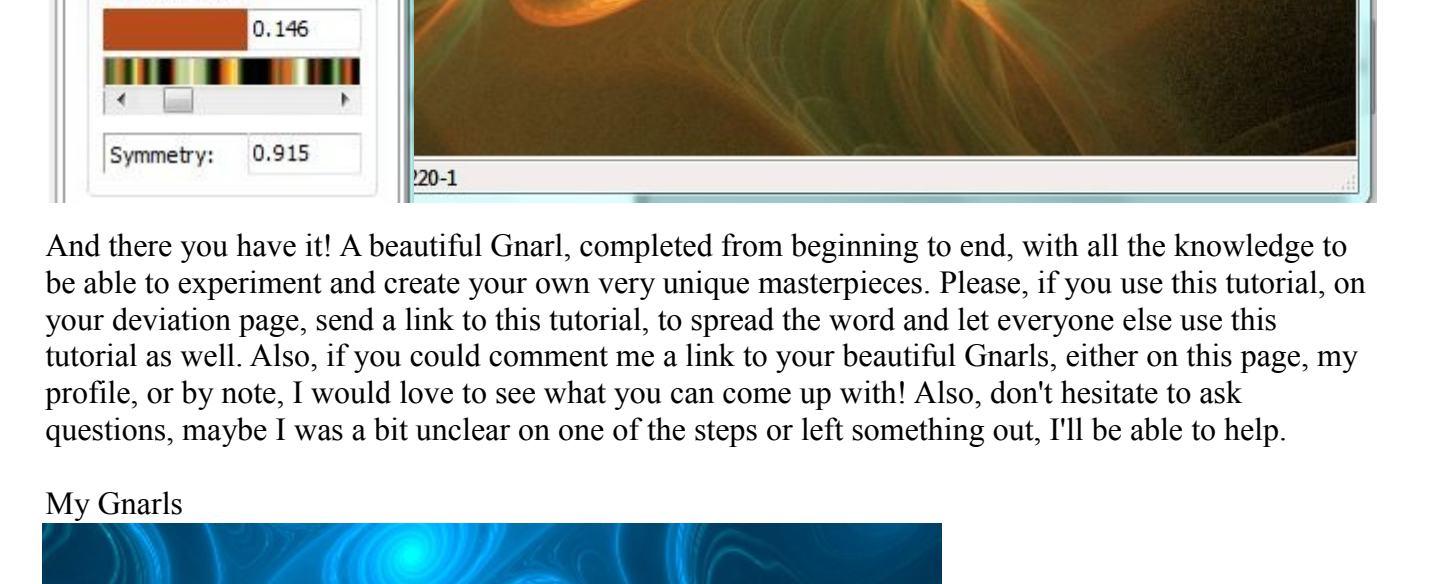 0.146
Symmetry: 0.915
220-1
And there you have it! A beautiful Gnarl, completed from beginning to end, with all the knowledge to
be able to experiment and create your own very unique masterpieces. Please, if you use this tutorial, on
your deviation page, send a link to this tutorial, to spread the word and let everyone else use this
tutorial as well. Also, if you could comment me a link to your beautiful Gnarls, either on this page, my
profile, or by note, I would love to see what you can come up with! Also, don't hesitate to ask
questions, maybe I was a bit unclear on one of the steps or left something out, I'll be able to help.
My Gnarls